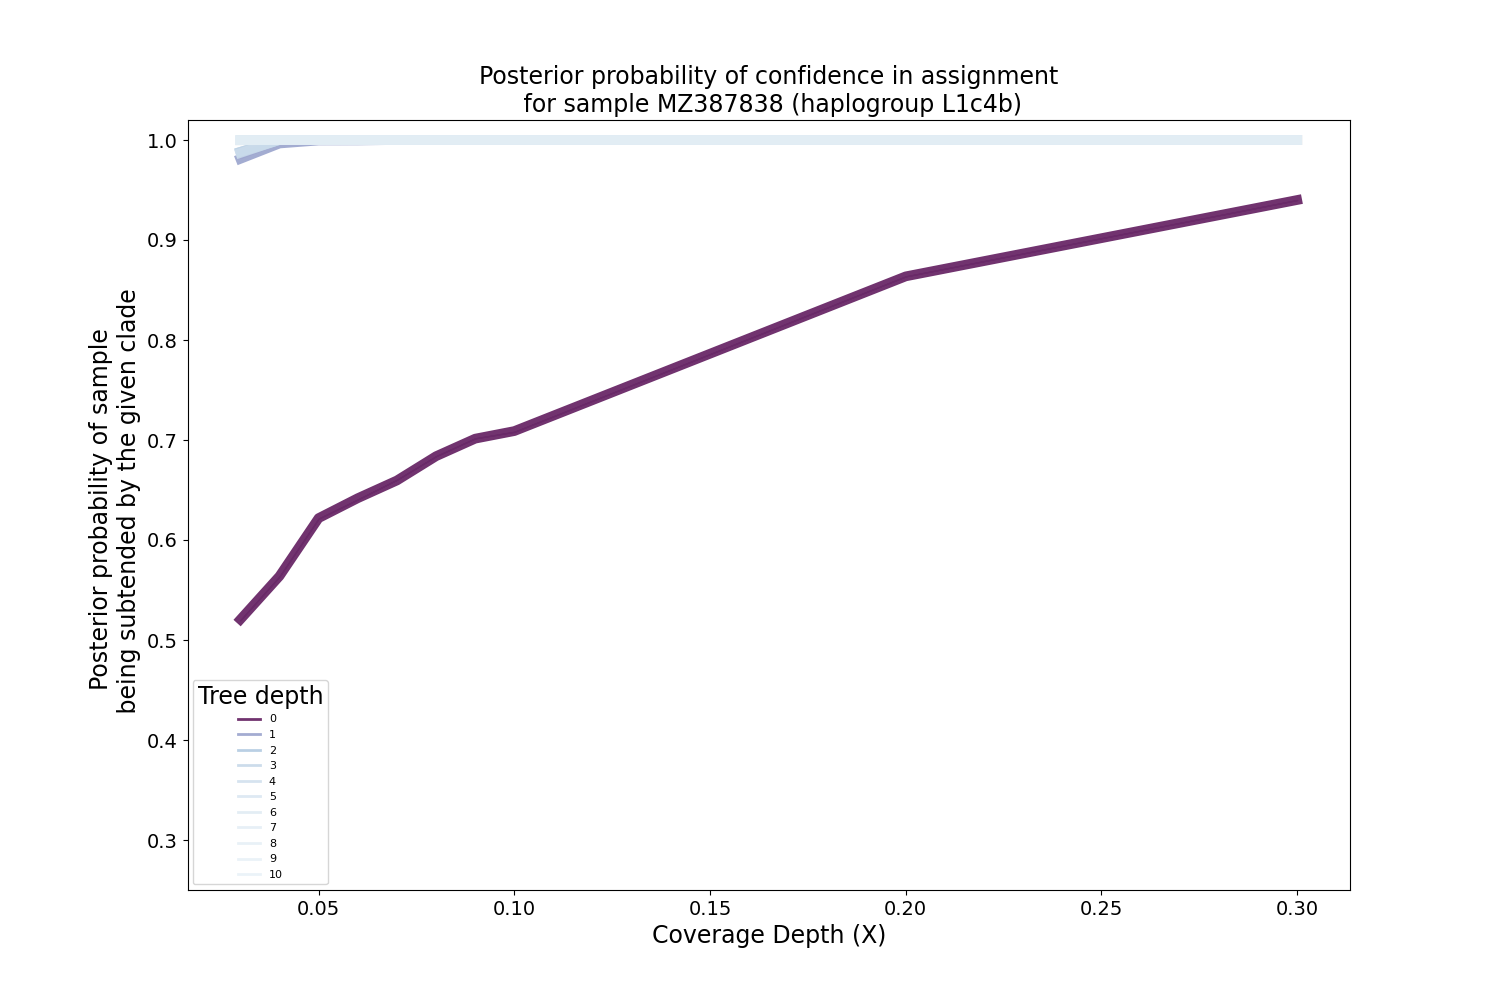 Posterior probability of confidence in assignment
for sample MZ387838 (haplogroup L1c4b)
Posterior probability of sample
being subtended by the given clade
1.0
0.9
0.8
0.7
0.6
0.5
0.4
0.3
Tree depth
0
1
2
3
4
5
6
7
8
9
10
0.05 0.10 0.15 0.20 0.25 0.30
Coverage Depth (X)